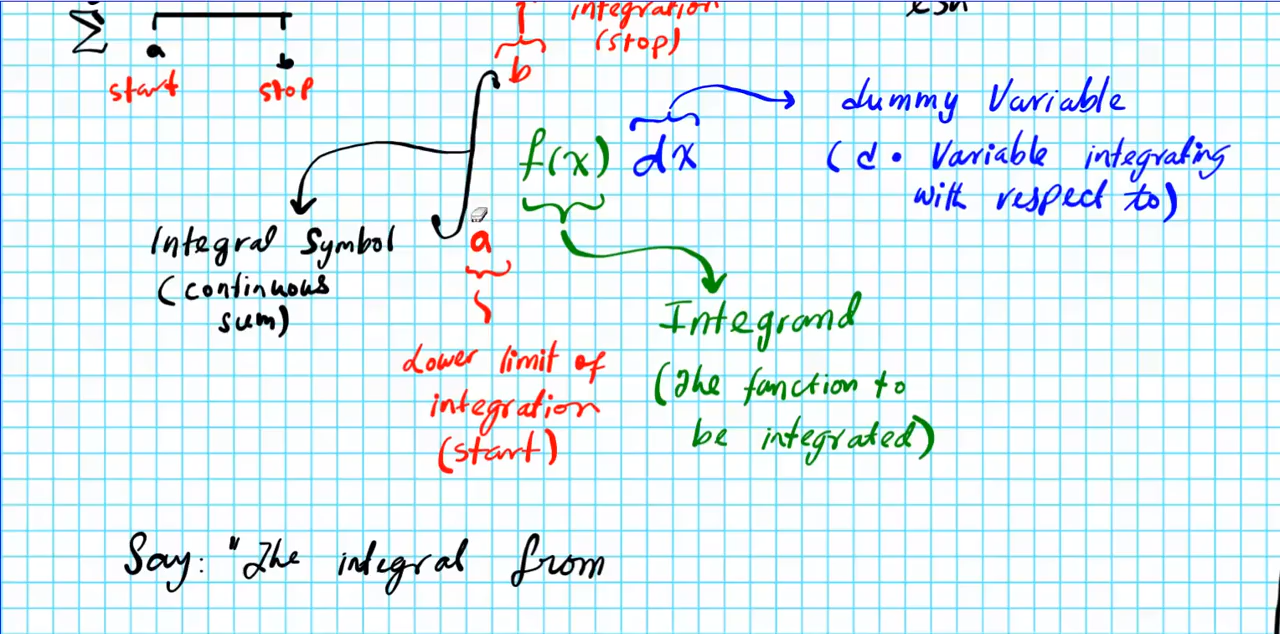 Σ
a b
start stop
integration
(stop)
b
∫ f(x) dx
a
dummy Variable
(d • Variable integrating
with respect to)
Integral Symbol
(continuous
sum)
Lower limit of
integration
(start)
Integrand
(The function to
be integrated)
Say: "The integral from